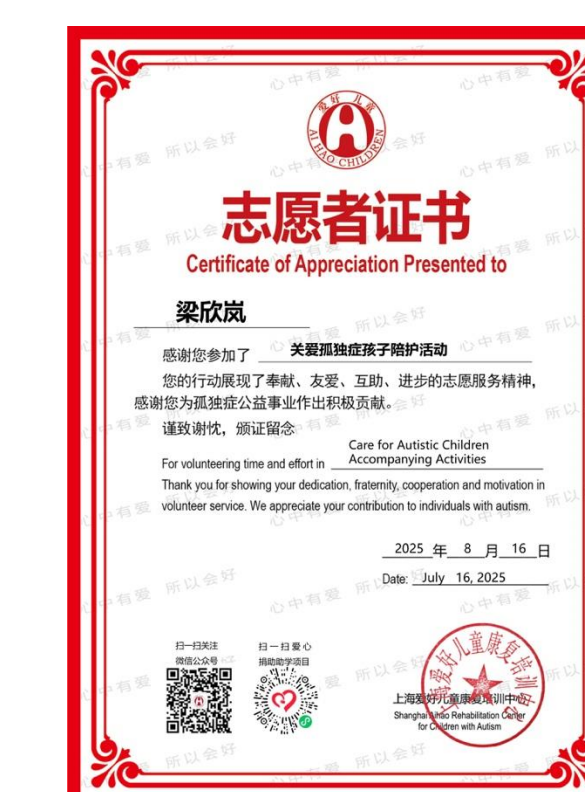 爱好儿童
AI HAO CHILDREN
志愿者证书
Certificate of Appreciation Presented to
梁欣岚
感谢您参加了 关爱孤独症孩子陪护活动
您的行动展现了奉献、友爱、互助、进步的志愿服务精神，
感谢您为孤独症公益事业作出积极贡献。
谨致谢忱，颁证留念
For volunteering time and effort in Care for Autistic Children
Accompanying Activities
Thank you for showing your dedication, fraternity, cooperation and motivation in
volunteer service. We appreciate your contribution to individuals with autism.
2025 年 8 月 16 日
Date: July 16, 2025
扫一扫关注
微信公众号
扫一扫爱心
捐助助学项目
上海爱好儿童康复培训中心
Shanghai Aihao Rehabilitation Center
for Children with Autism
心中有爱 所以会好